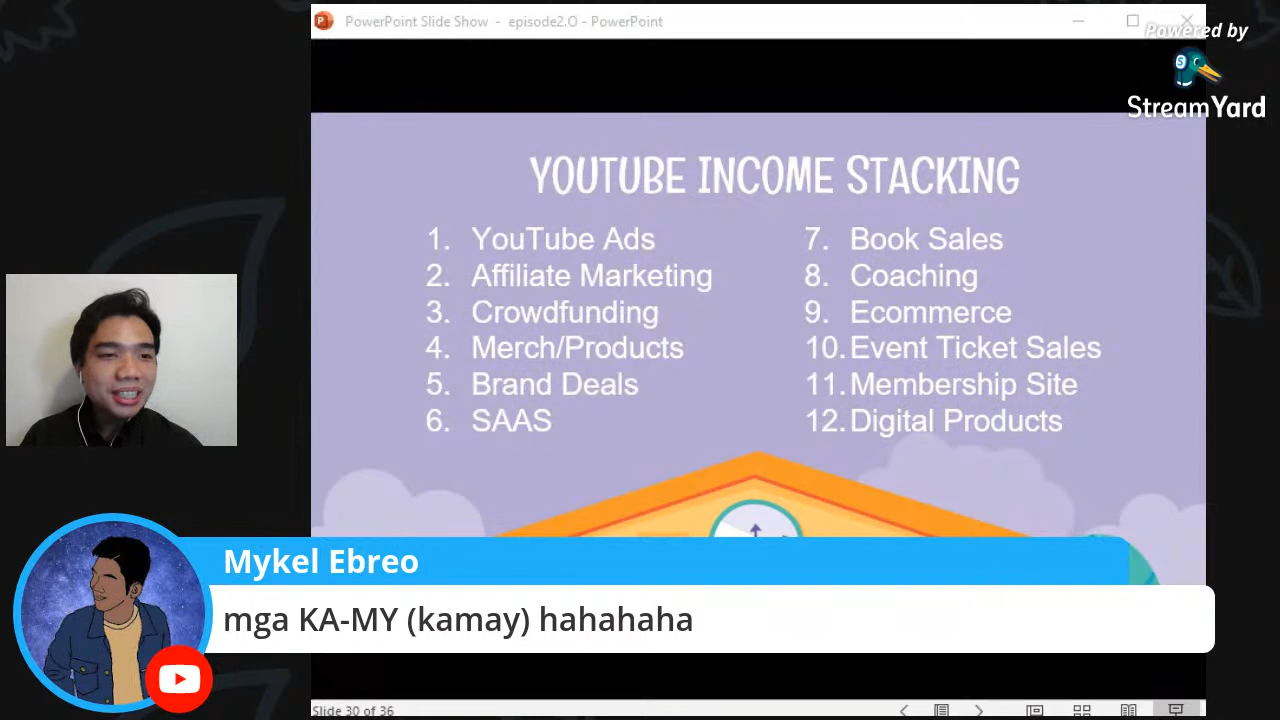 PowerPoint Slide Show - episode2.O - PowerPoint
Powered by
StreamYard
YOUTUBE INCOME STACKING
1. YouTube Ads
2. Affiliate Marketing
3. Crowdfunding
4. Merch/Products
5. Brand Deals
6. SAAS
7. Book Sales
8. Coaching
9. Ecommerce
10. Event Ticket Sales
11. Membership Site
12. Digital Products
Mykel Ebreo
mga KA-MY (kamay) hahahaha
Slide 30 of 36